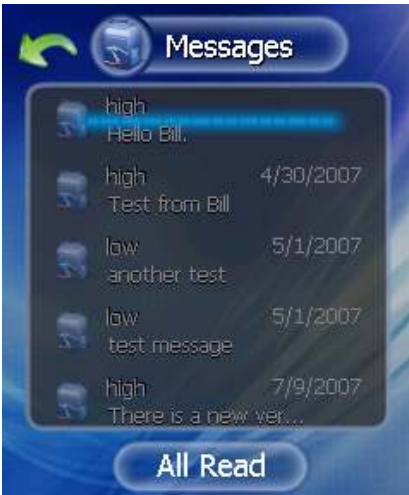 Messages
high
Hello Bill.
high 4/30/2007
Test from Bill
low 5/1/2007
another test
low 5/1/2007
test message
high 7/9/2007
There is a new ver...
All Read